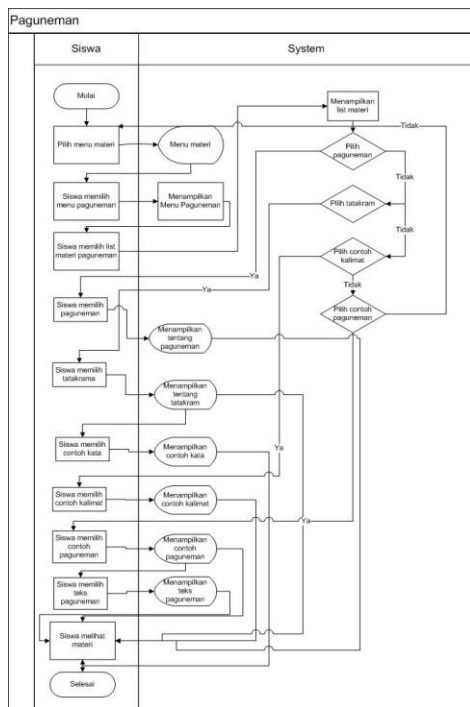 Paguneman
Siswa
System
Mulai
Menampilkan
list materi
Tidak
Pilih menu materi
Menu materi
Pilih
paguneman
Tidak
Siswa memilih
menu paguneman
Menampilkan
Menu Paguneman
Pilih tatakram
Tidak
Siswa memilih list
materi paguneman
Pilih contoh
kalimat
Ya
Ya
Tidak
Siswa memilih
paguneman
Pilih contoh
paguneman
Menampilkan
tentang
paguneman
Siswa memilih
tatakrama
Menampilkan
tentang
tatakram
Siswa memilih
contoh kata
Menampilkan
contoh kata
Ya
Siswa memilih
contoh kalimat
Menampilkan
contoh kalimat
Ya
Siswa memilih
contoh
paguneman
Menampilkan
contoh
paguneman
Siswa memilih
teks
paguneman
Menampilkan
teks
paguneman
Siswa melihat
materi
Selesai